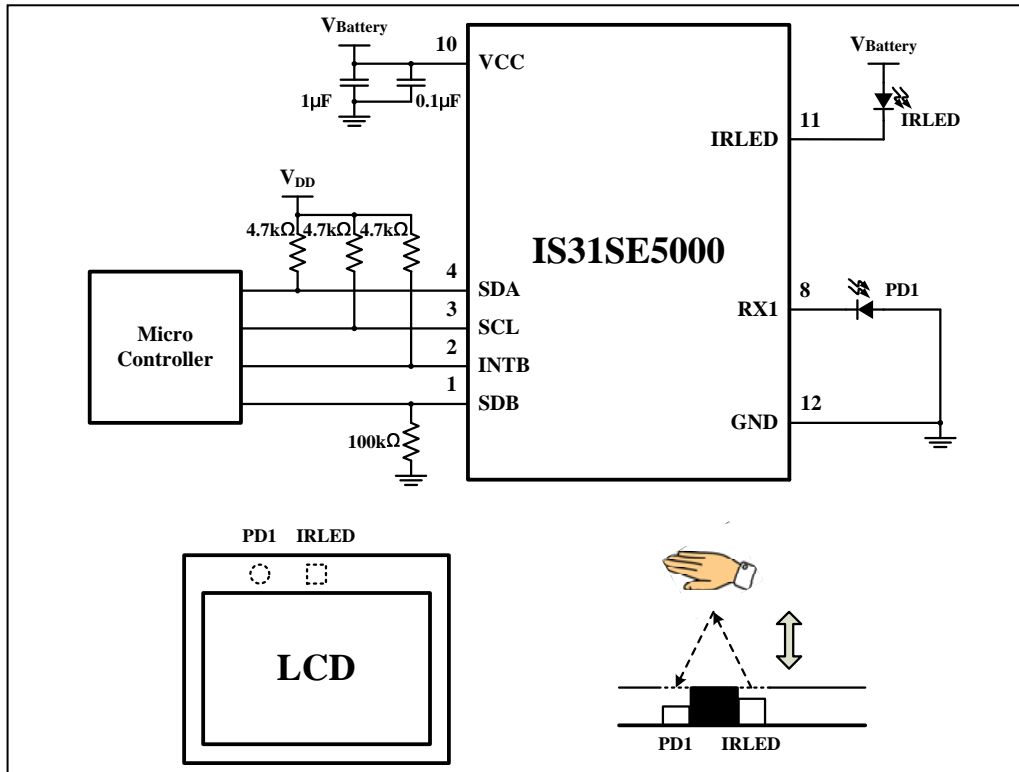 VBattery
10
VCC
1µF
0.1µF
VBattery
11
IRLED
IRLED
VDD
4.7kΩ 4.7kΩ 4.7kΩ
IS31SE5000
4
SDA
3
SCL
2
INTB
1
SDB
Micro
Controller
100kΩ
8
RX1
PD1
12
GND
PD1 IRLED
LCD
PD1 IRLED